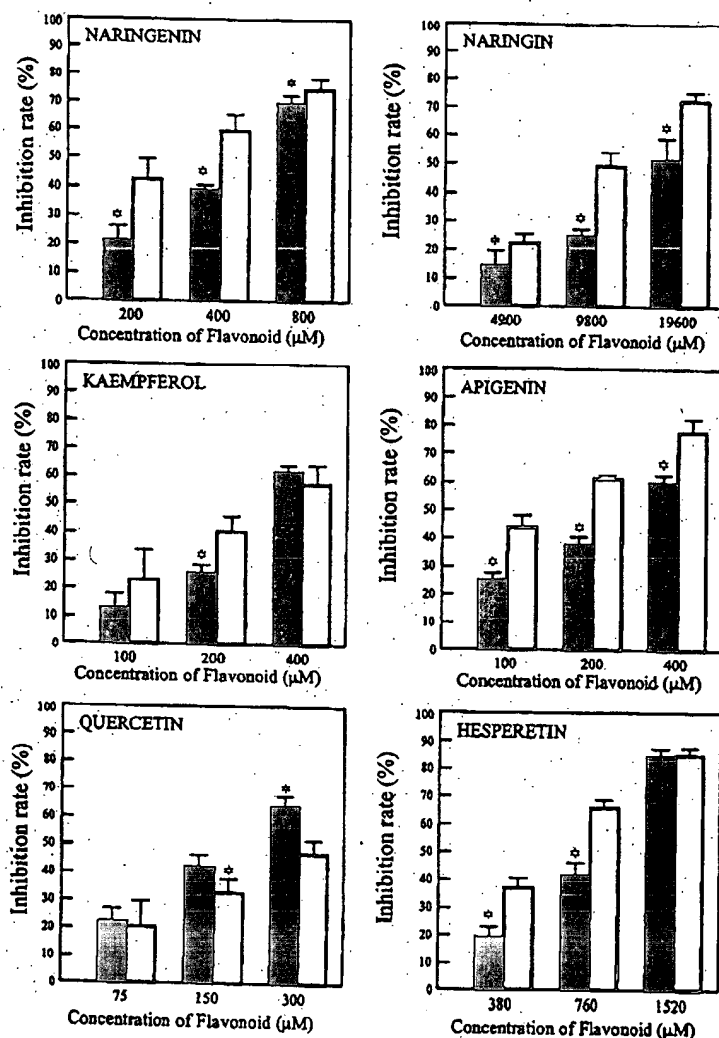 NARINGENIN
Inhibition rate (%)
100
90
80
70
60
50
40
30
20
10
0
200 400 800
Concentration of Flavonoid (µM)
NARINGIN
Inhibition rate (%)
100
90
80
70
60
50
40
30
20
10
0
4900 9800 19600
Concentration of Flavonoid (µM)
KAEMPFEROL
Inhibition rate (%)
100
90
80
70
60
50
40
30
20
10
0
100 200 400
Concentration of Flavonoid (µM)
APIGENIN
Inhibition rate (%)
100
90
80
70
60
50
40
30
20
10
0
100 200 400
Concentration of Flavonoid (µM)
QUERCETIN
Inhibition rate (%)
100
90
80
70
60
50
40
30
20
10
0
75 150 300
Concentration of Flavonoid (µM)
HESPERETIN
Inhibition rate (%)
100
90
80
70
60
50
40
30
20
10
0
380 760 1520
Concentration of Flavonoid (µM)